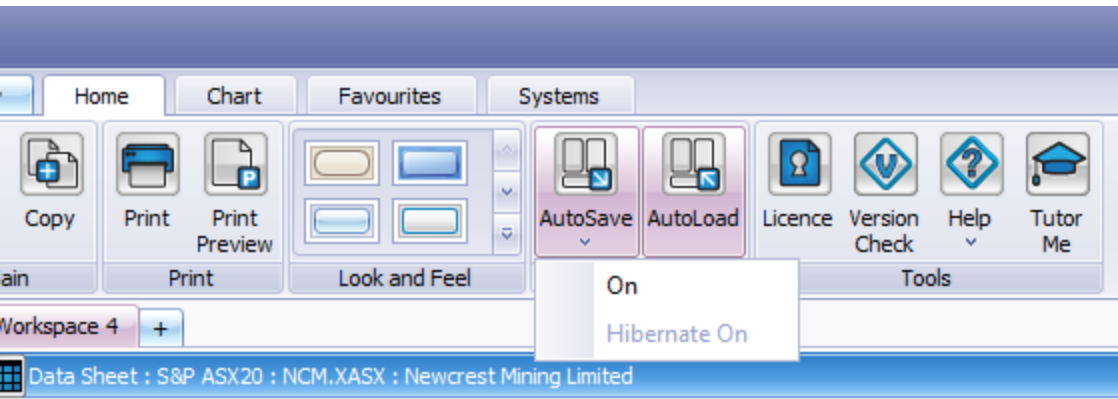 Home Chart Favourites Systems
Copy Print Print Preview AutoSave AutoLoad Licence Version Check Help Tutor Me
Print Look and Feel Tools
On
Hibernate On
Workspace 4 +
Data Sheet : S&P ASX20 : NCM.XASX : Newcrest Mining Limited